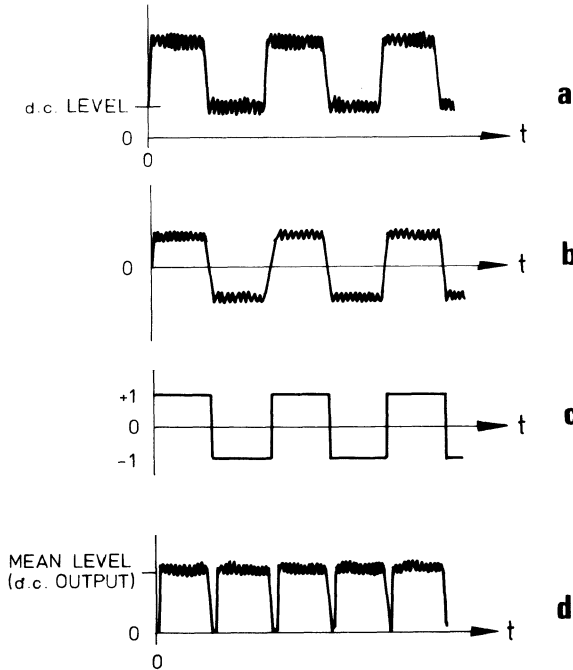 d.c. LEVEL
0
0
t
a
0
t
b
+1
0
-1
t
c
MEAN LEVEL
(d.c. OUTPUT)
0
0
t
d